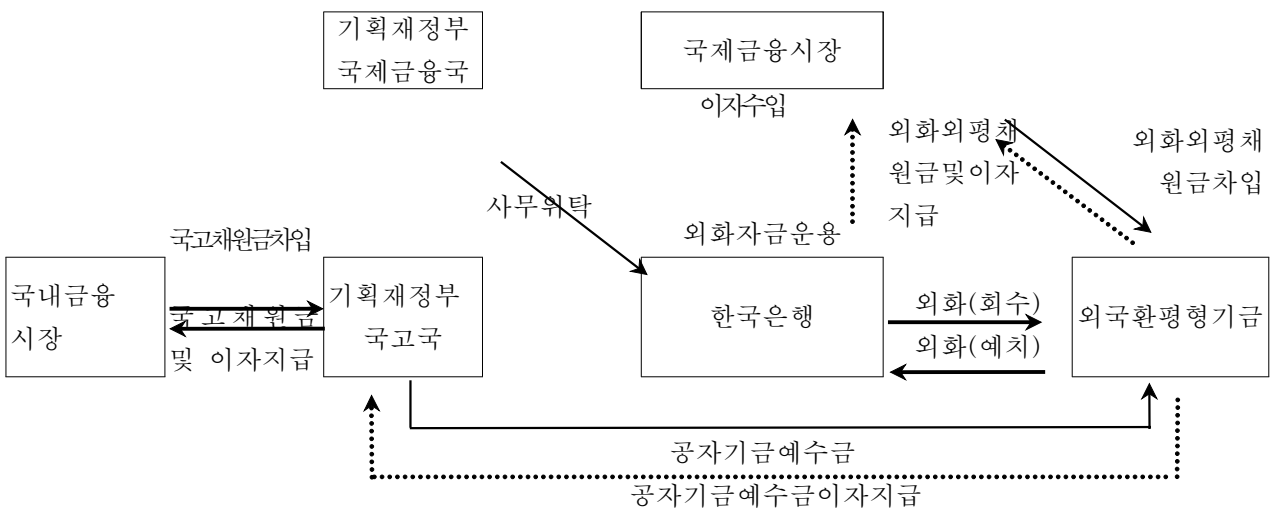 기획재정부
국제금융국
국제금융시장
이자수입
외화외평채
원금및이자
지급
외화외평채
원금차입
사무위탁
외화자금운용
국고채원금차입
국내금융
시장
국고채원금
및 이자지급
기획재정부
국고국
한국은행
외화(회수)
외화(예치)
외국환평형기금
공자기금예수금
공자기금예수금이자지급